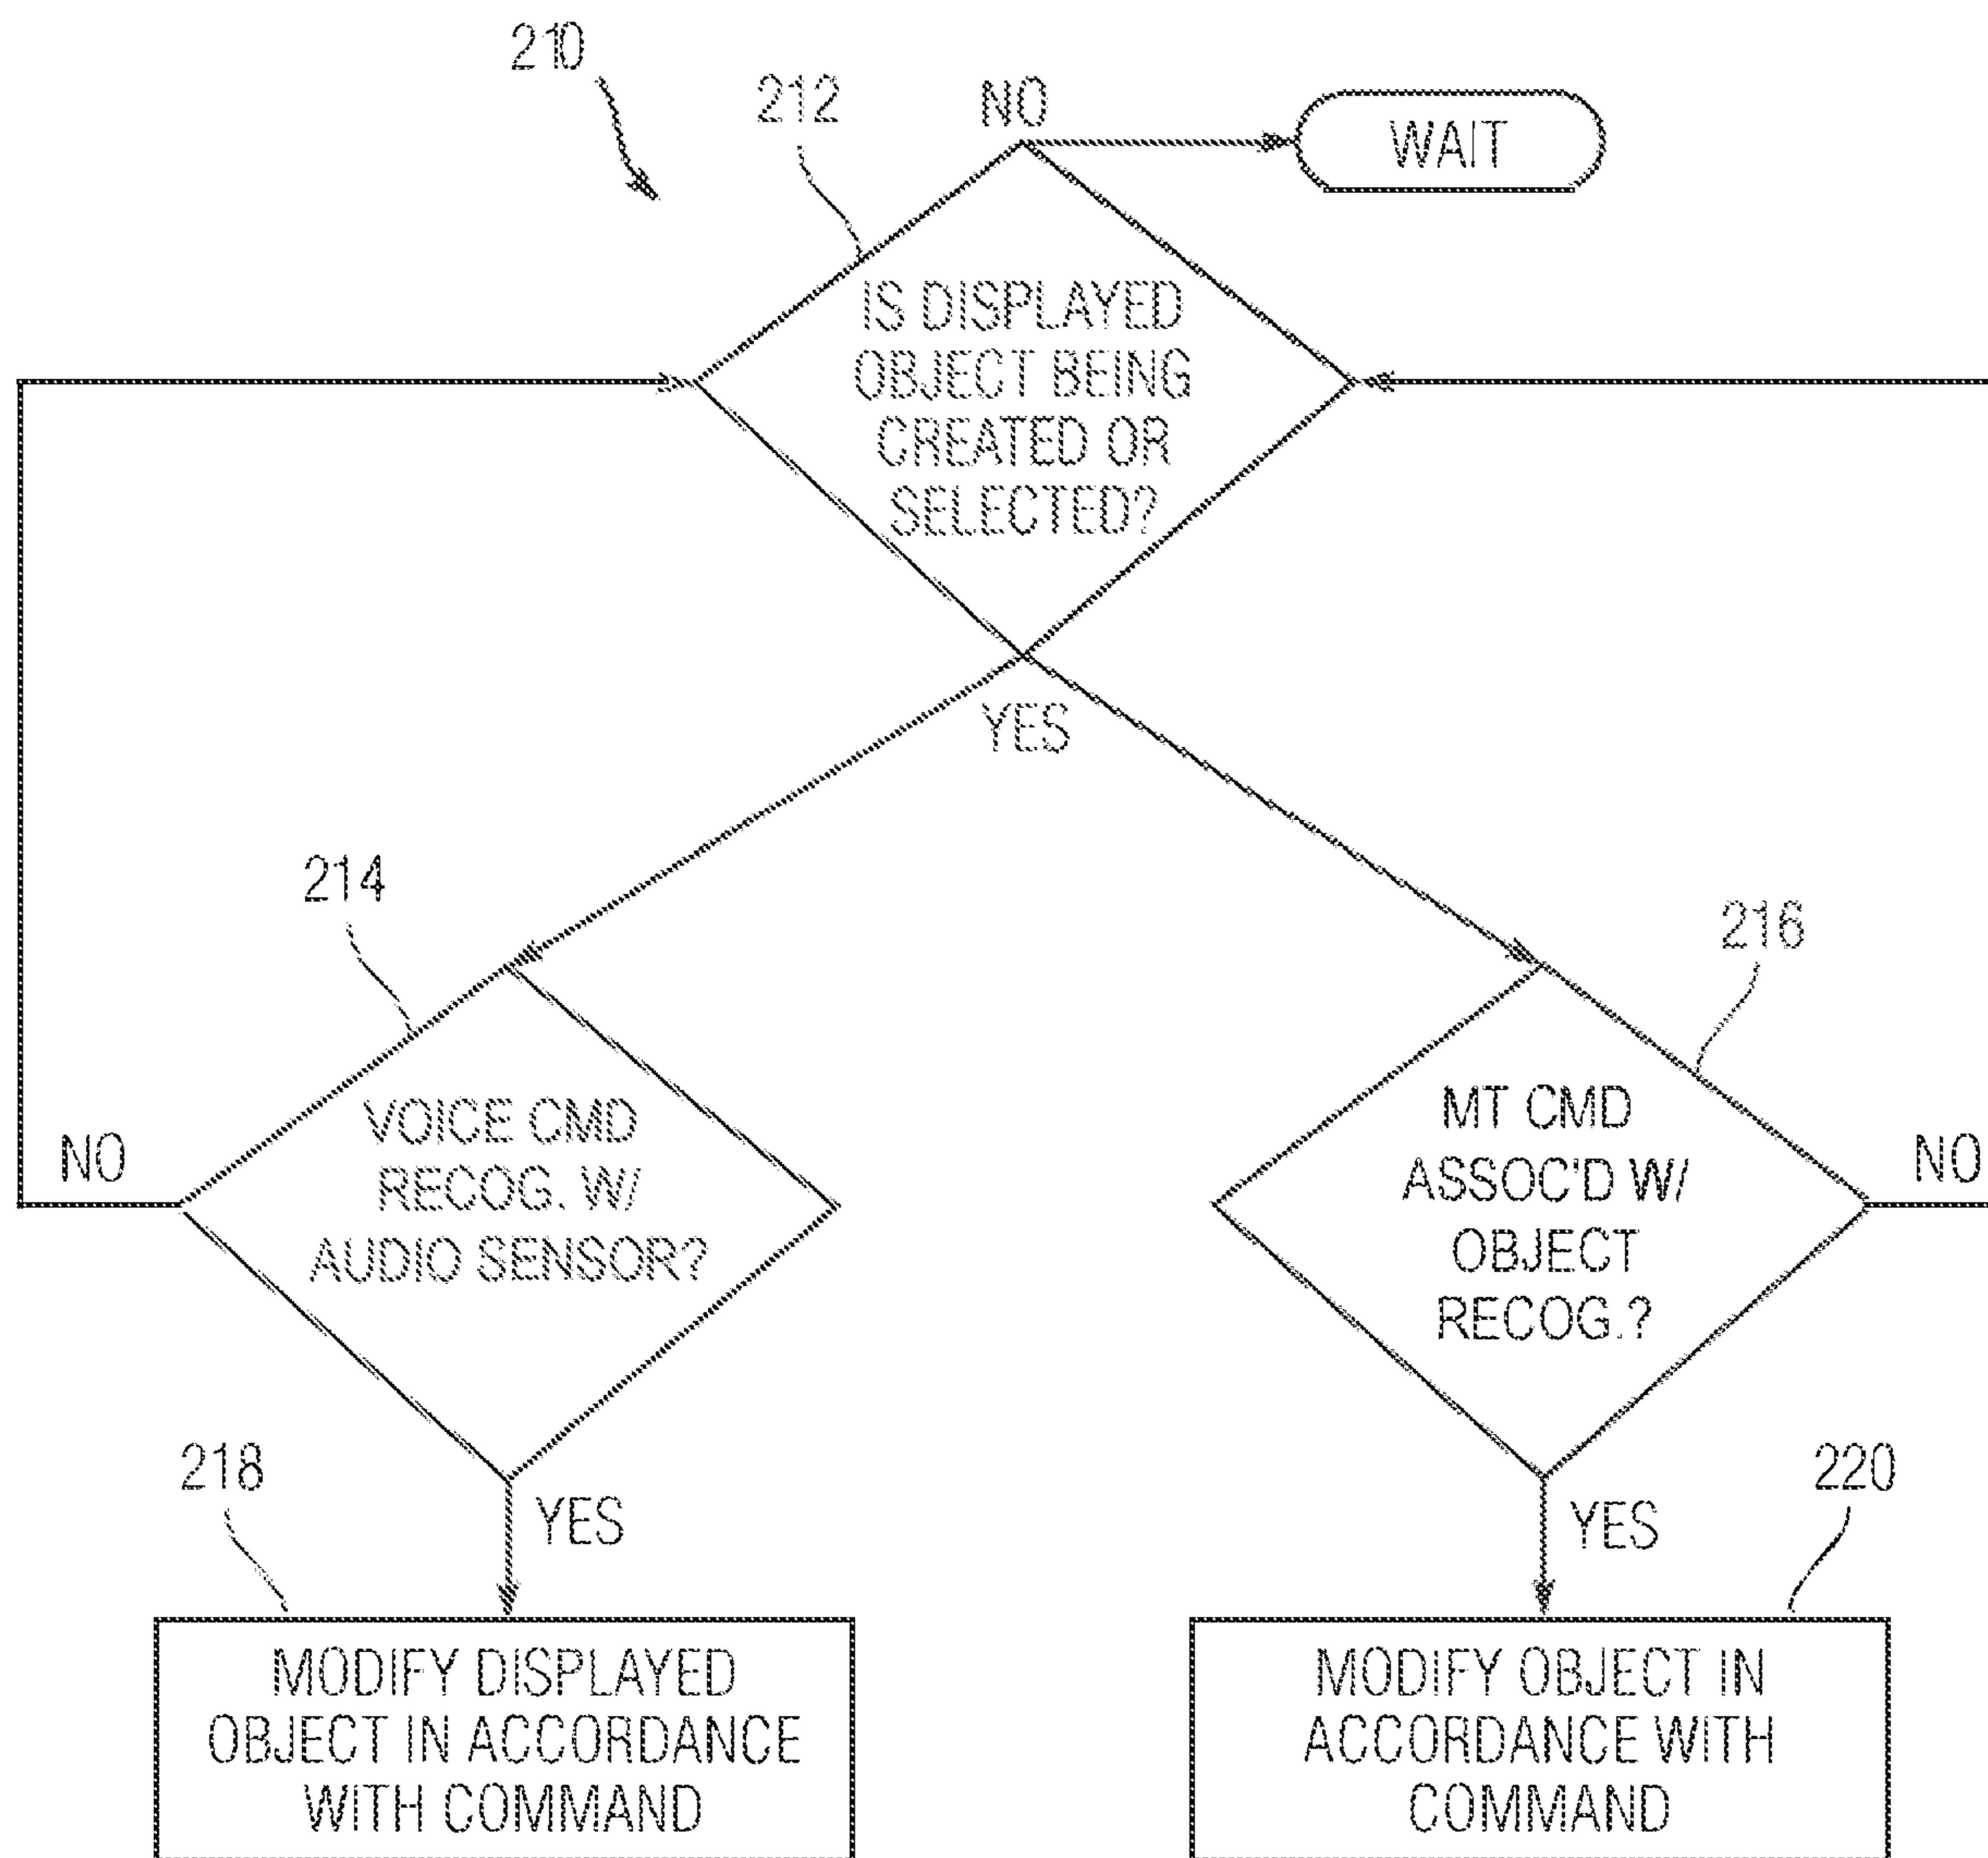 210
212
NO
WAIT
IS DISPLAYED
OBJECT BEING
CREATED OR
SELECTED?
YES
214
216
VOICE CMD
RECOG. W/
AUDIO SENSOR?
NO
MT CMD
ASSOC'D W/
OBJECT
RECOG.?
NO
218
YES
220
YES
MODIFY DISPLAYED
OBJECT IN ACCORDANCE
WITH COMMAND
MODIFY OBJECT IN
ACCORDANCE WITH
COMMAND